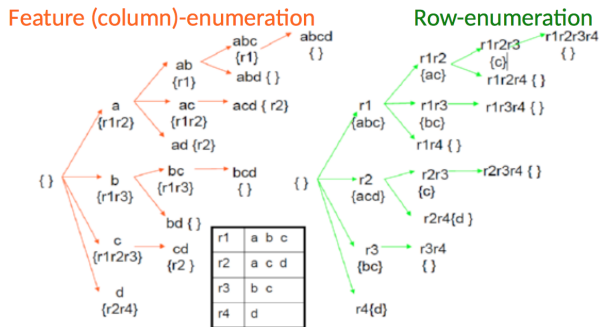 Feature (column)-enumeration
Row-enumeration
{ }
a
{r1r2}
b
{r1r3}
c
{r1r2r3}
d
{r2r4}
ab
{r1}
ac
{r1r2}
ad {r2}
bc
{r1r3}
bd { }
cd
{r2 }
abc
{r1}
abd { }
acd { r2}
bcd
{ }
abcd
{ }
r1 a b c
r2 a c d
r3 b c
r4 d
{ }
r1
{abc}
r2
{acd}
r3
{bc}
r4{d}
r1r2
{ac}
r1r3
{bc}
r1r4 { }
r2r3
{c}
r2r4{d }
r3r4
{ }
r1r2r3
{c}
r1r2r4 { }
r1r3r4 { }
r2r3r4 { }
r1r2r3r4
{ }